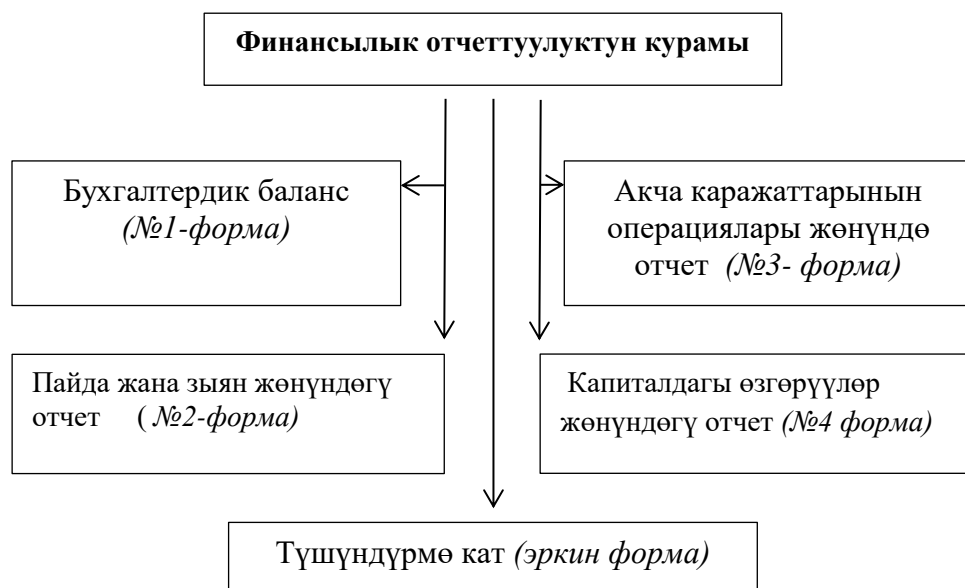 Финансылык отчеттуулуктун курамы
Бухгалтердик баланс
(№1-форма)
Акча каражаттарынын
операциялары жөнүндө
отчет (№3- форма)
Пайда жана зыян жөнүндөгү
отчет ( №2-форма)
Капиталдагы өзгөрүүлөр
жөнүндөгү отчет (№4 форма)
Түшүндүрмө кат (эркин форма)